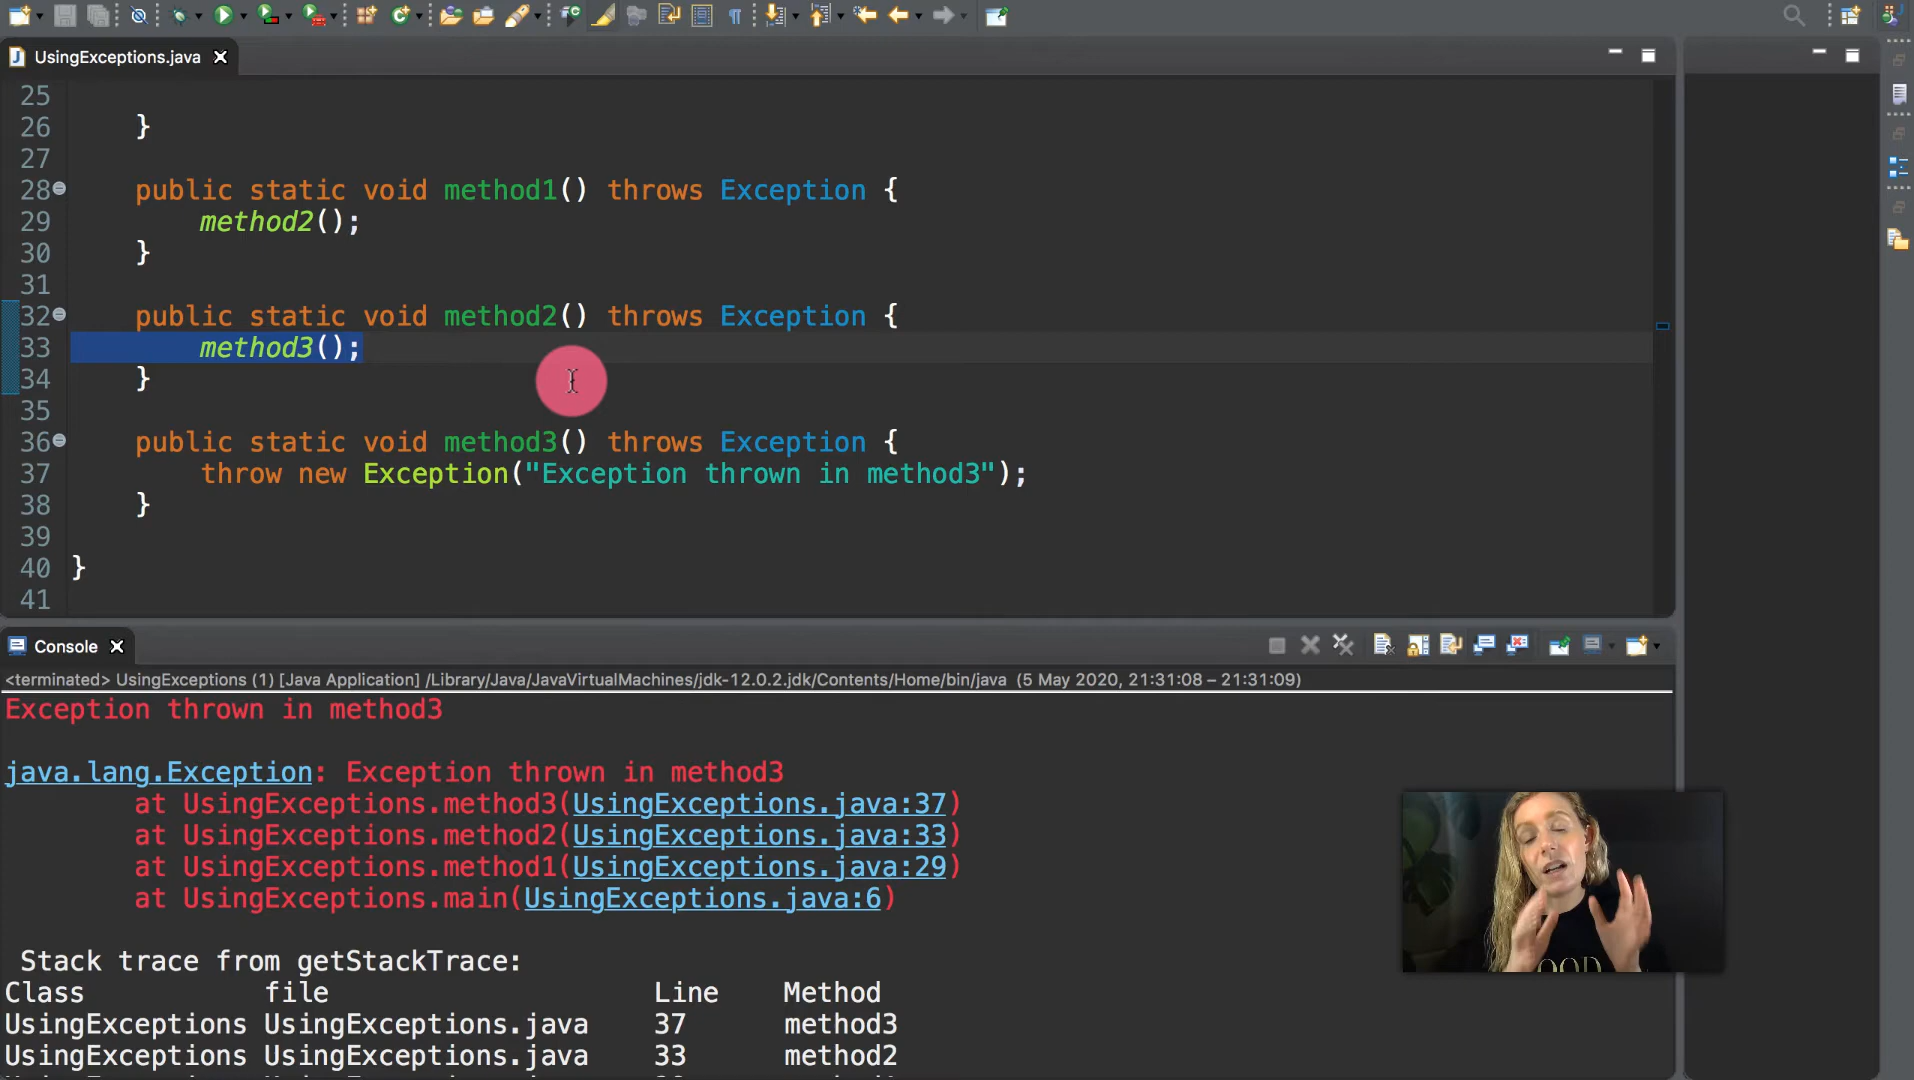 UsingExceptions.java
25
26 }
27
28 public static void method1() throws Exception {
29 method2();
30 }
31
32 public static void method2() throws Exception {
33 method3();
34 }
35
36 public static void method3() throws Exception {
37 throw new Exception("Exception thrown in method3");
38 }
39
40 }
41
Console
<terminated> UsingExceptions (1) [Java Application] /Library/Java/JavaVirtualMachines/jdk-12.0.2.jdk/Contents/Home/bin/java (5 May 2020, 21:31:08 – 21:31:09)
Exception thrown in method3
java.lang.Exception: Exception thrown in method3
at UsingExceptions.method3(UsingExceptions.java:37)
at UsingExceptions.method2(UsingExceptions.java:33)
at UsingExceptions.method1(UsingExceptions.java:29)
at UsingExceptions.main(UsingExceptions.java:6)
Stack trace from getStackTrace:
Class file Line Method
UsingExceptions UsingExceptions.java 37 method3
UsingExceptions UsingExceptions.java 33 method2